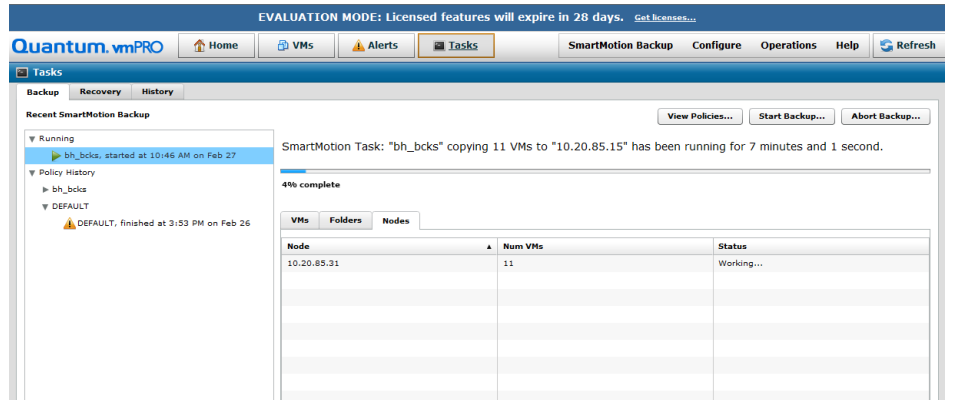 EVALUATION MODE: Licensed features will expire in 28 days. Get licenses...
Quantum. vmPRO Home VMs Alerts Tasks SmartMotion Backup Configure Operations Help Refresh
Tasks
Backup Recovery History
Recent SmartMotion Backup View Policies... Start Backup... Abort Backup...
Running
bh_bcks, started at 10:46 AM on Feb 27
Policy History
bh_bcks
DEFAULT
DEFAULT, finished at 3:53 PM on Feb 26
SmartMotion Task: "bh_bcks" copying 11 VMs to "10.20.85.15" has been running for 7 minutes and 1 second.
4% complete
VMs Folders Nodes
Node Num VMs Status
10.20.85.31 11 Working...